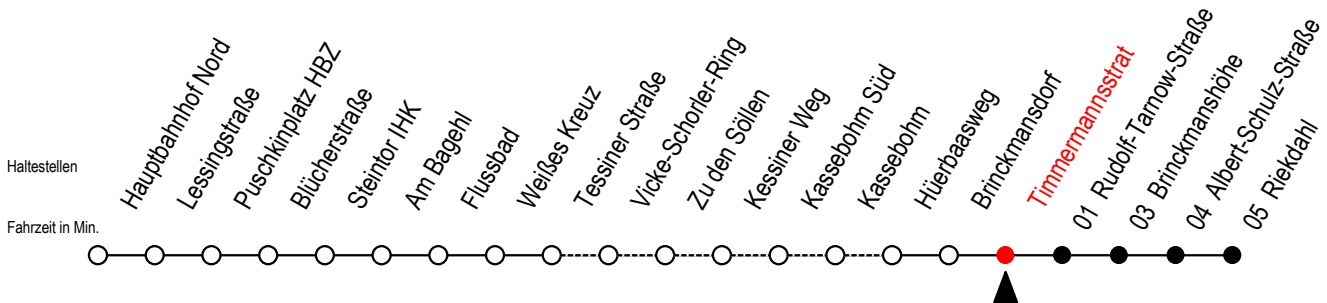 Haltestellen
Hauptbahnhof Nord
Lessingstraße
Puschkinplatz HBZ
Blücherstraße
Steintor IHK
Am Bagehl
Flussbad
Weißes Kreuz
Tessiner Straße
Vicke-Schorler-Ring
Zu den Söllen
Kessiner Weg
Kassebohm Süd
Kassebohm
Hüerbaasweg
Brinckmansdorf
Timmermannsstrat
01 Rudolf-Tarnow-Straße
03 Brinckmanshöhe
04 Albert-Schulz-Straße
05 Riekdahl
Fahrzeit in Min.